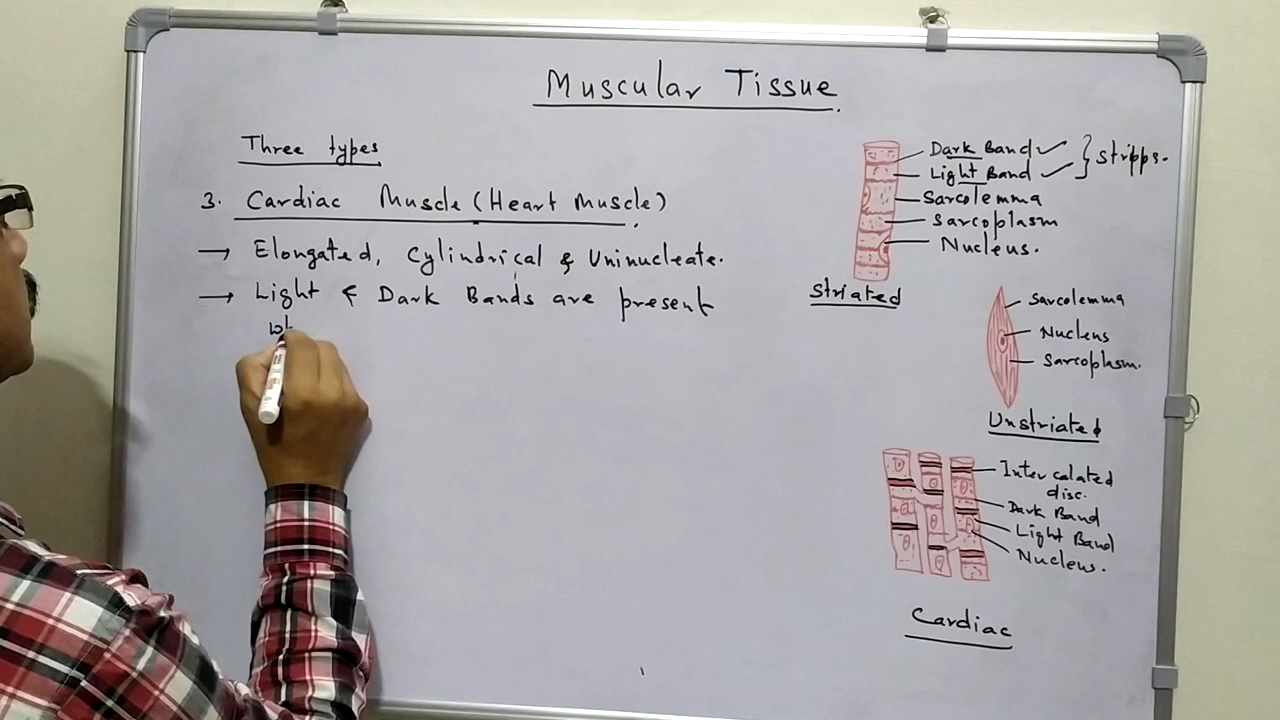 Muscular Tissue
Three types
3. Cardiac Muscle (Heart Muscle)
→ Elongated, Cylindrical & Uninucleate.
→ Light & Dark Bands are present
Dark Band ✓
Light Band ✓
} Stripps.
Sarcolemma
Sarcoplasm
Nucleus.
Striated
Sarcolemma
Nucleus
Sarcoplasm.
Unstriated
Intercalated
disc.
Dark Band
Light Band
Nucleus.
Cardiac